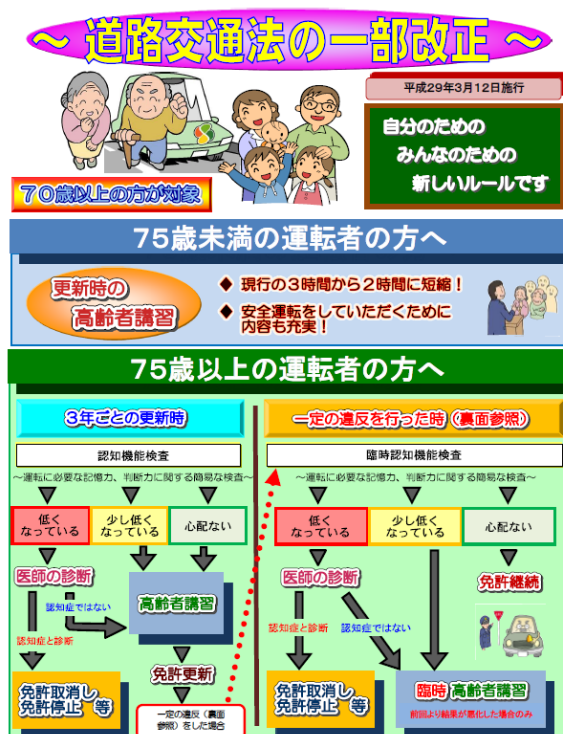 ～ 道路交通法の一部改正 ～
平成29年3月12日施行
自分のための
みんなのための
新しいルールです
７０歳以上の方が対象
75歳未満の運転者の方へ
更新時の
高齢者講習
◆ 現行の３時間から２時間に短縮！
◆ 安全運転をしていただくために
内容も充実！
75歳以上の運転者の方へ
３年ごとの更新時
認知機能検査
～運転に必要な記憶力、判断力に関する簡易な検査～
低く
なっている
少し低く
なっている
心配ない
医師の診断
認知症ではない
認知症と診断
高齢者講習
免許更新
免許取消し
免許停止 等
一定の違反（裏面
参照）をした場合
一定の違反を行った時（裏面参照）
臨時認知機能検査
～運転に必要な記憶力、判断力に関する簡易な検査～
低く
なっている
少し低く
なっている
心配ない
医師の診断
免許継続
認知症と診断
認知症ではない
免許取消し
免許停止 等
臨時 高齢者講習
前回より結果が悪化した場合のみ